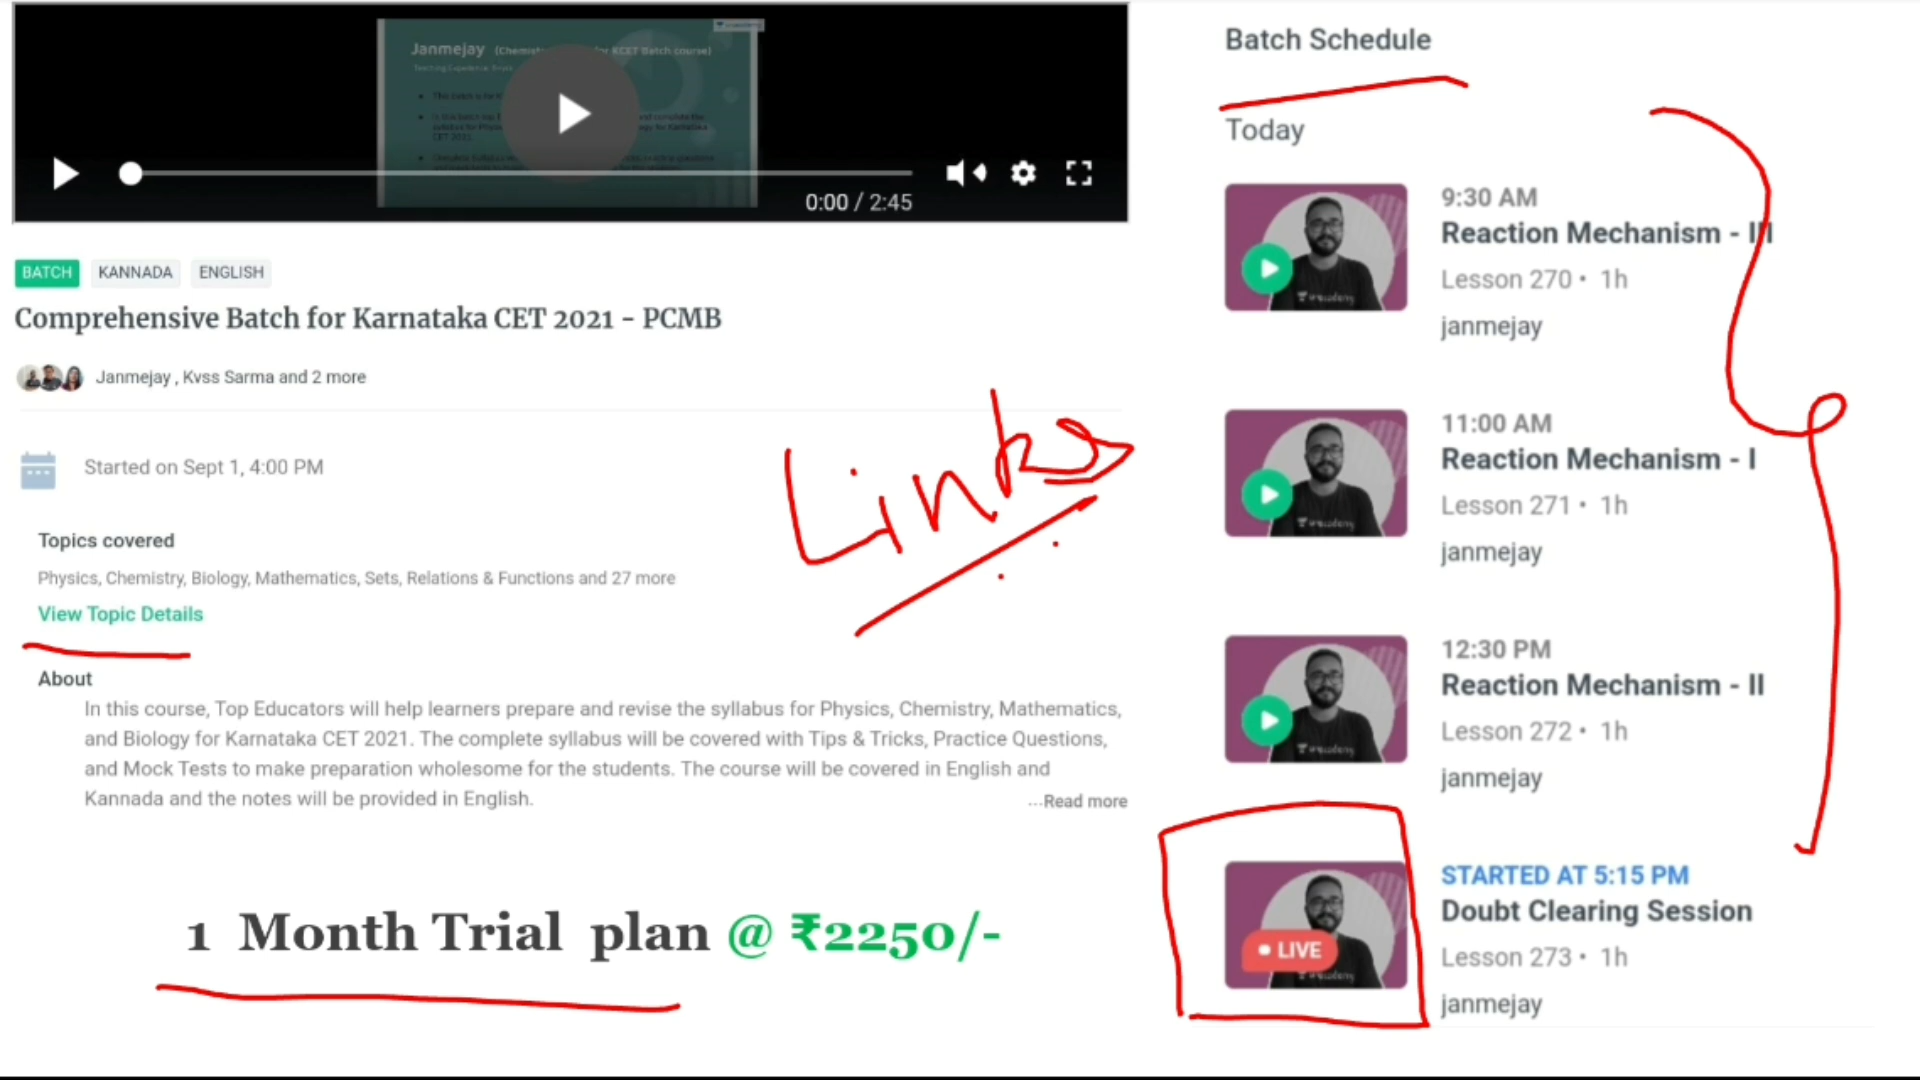 Janmejay
0:00 / 2:45
BATCH KANNADA ENGLISH
Comprehensive Batch for Karnataka CET 2021 - PCMB
Janmejay , Kvss Sarma and 2 more
Started on Sept 1, 4:00 PM
Links
Topics covered
Physics, Chemistry, Biology, Mathematics, Sets, Relations & Functions and 27 more
View Topic Details
About
In this course, Top Educators will help learners prepare and revise the syllabus for Physics, Chemistry, Mathematics,
and Biology for Karnataka CET 2021. The complete syllabus will be covered with Tips & Tricks, Practice Questions,
and Mock Tests to make preparation wholesome for the students. The course will be covered in English and
Kannada and the notes will be provided in English.
...Read more
1 Month Trial plan @ ₹2250/-
Batch Schedule
Today
9:30 AM
Reaction Mechanism - III
Lesson 270 • 1h
janmejay
11:00 AM
Reaction Mechanism - I
Lesson 271 • 1h
janmejay
12:30 PM
Reaction Mechanism - II
Lesson 272 • 1h
janmejay
LIVE
STARTED AT 5:15 PM
Doubt Clearing Session
Lesson 273 • 1h
janmejay